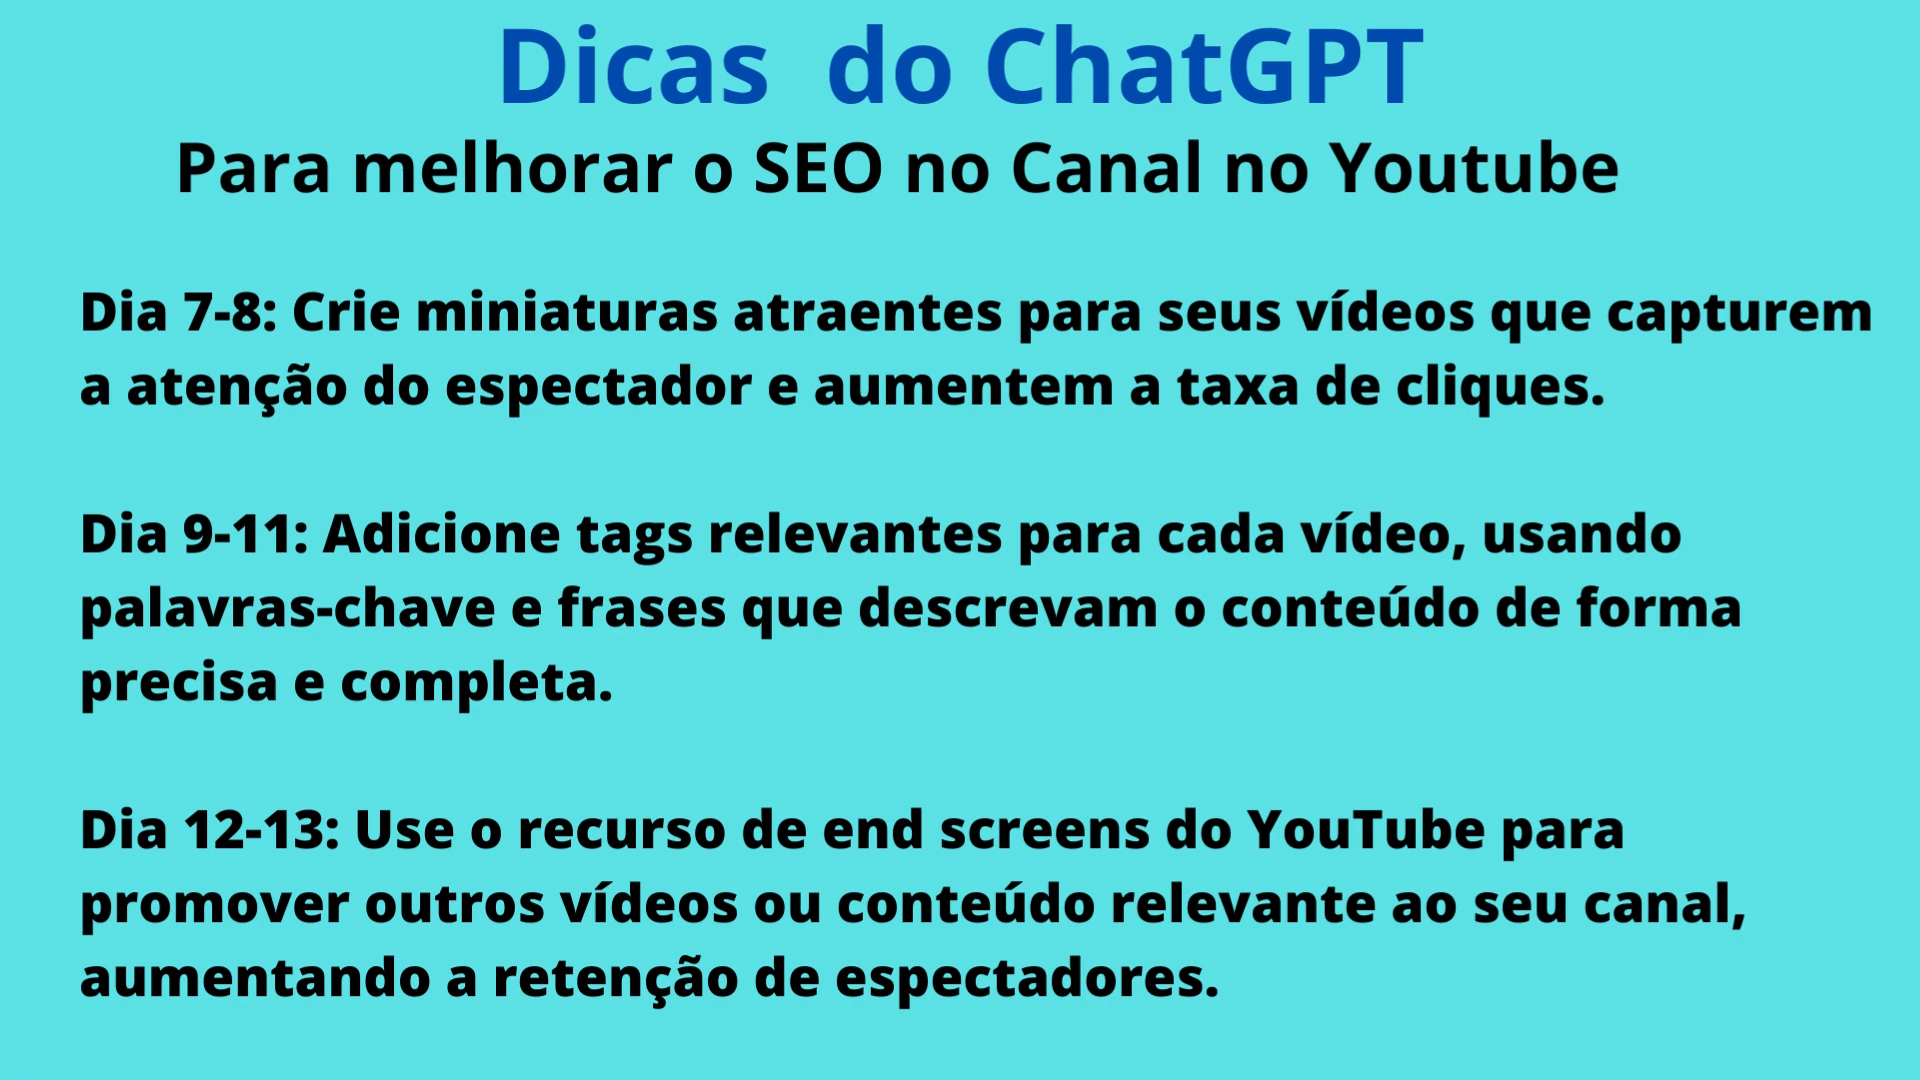 Dicas  do ChatGPT
Para melhorar o SEO no Canal no Youtube
Dia 7-8: Crie miniaturas atraentes para seus vídeos que capturem
a atenção do espectador e aumentem a taxa de cliques.
Dia 9-11: Adicione tags relevantes para cada vídeo, usando
palavras-chave e frases que descrevam o conteúdo de forma
precisa e completa.
Dia 12-13: Use o recurso de end screens do YouTube para
promover outros vídeos ou conteúdo relevante ao seu canal,
aumentando a retenção de espectadores.